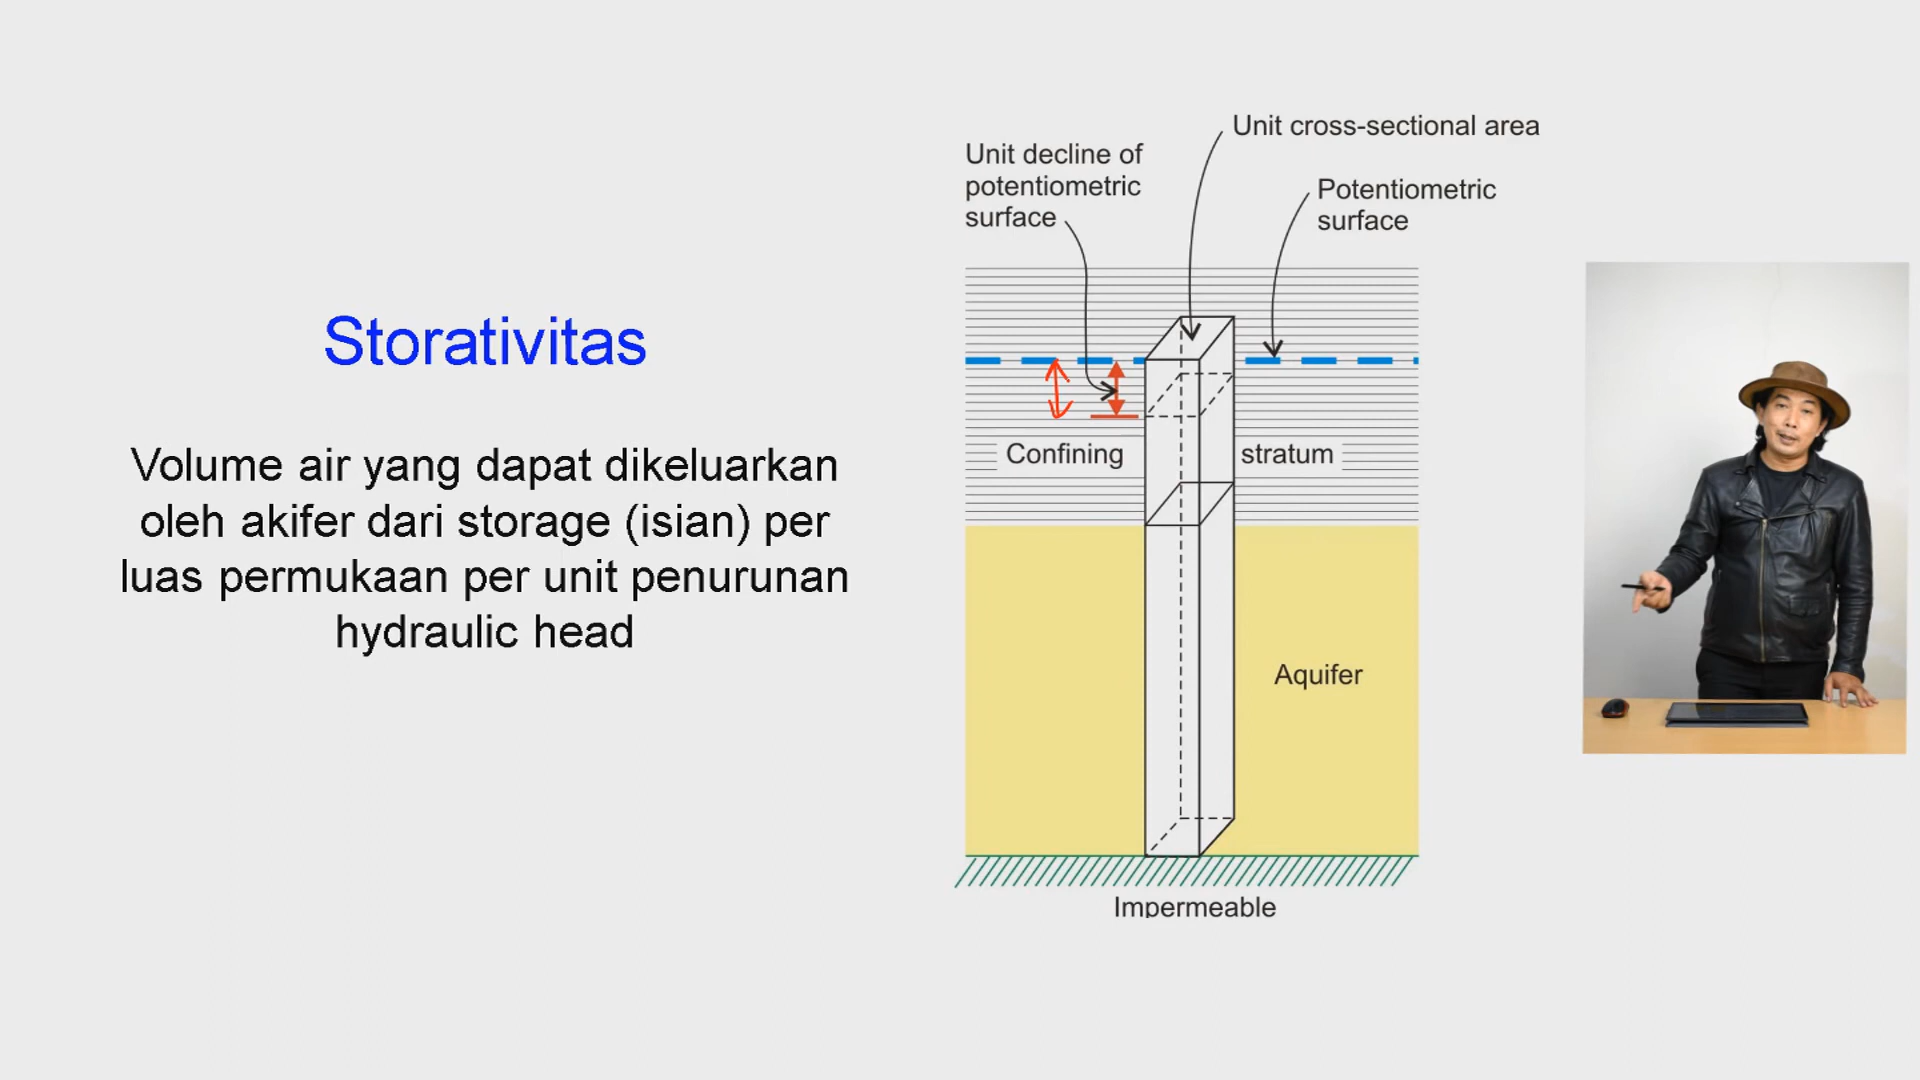 Storativitas
Volume air yang dapat dikeluarkan
oleh akifer dari storage (isian) per
luas permukaan per unit penurunan
hydraulic head
Unit cross-sectional area
Unit decline of
potentiometric
surface
Potentiometric
surface
Confining stratum
Aquifer
Impermeable